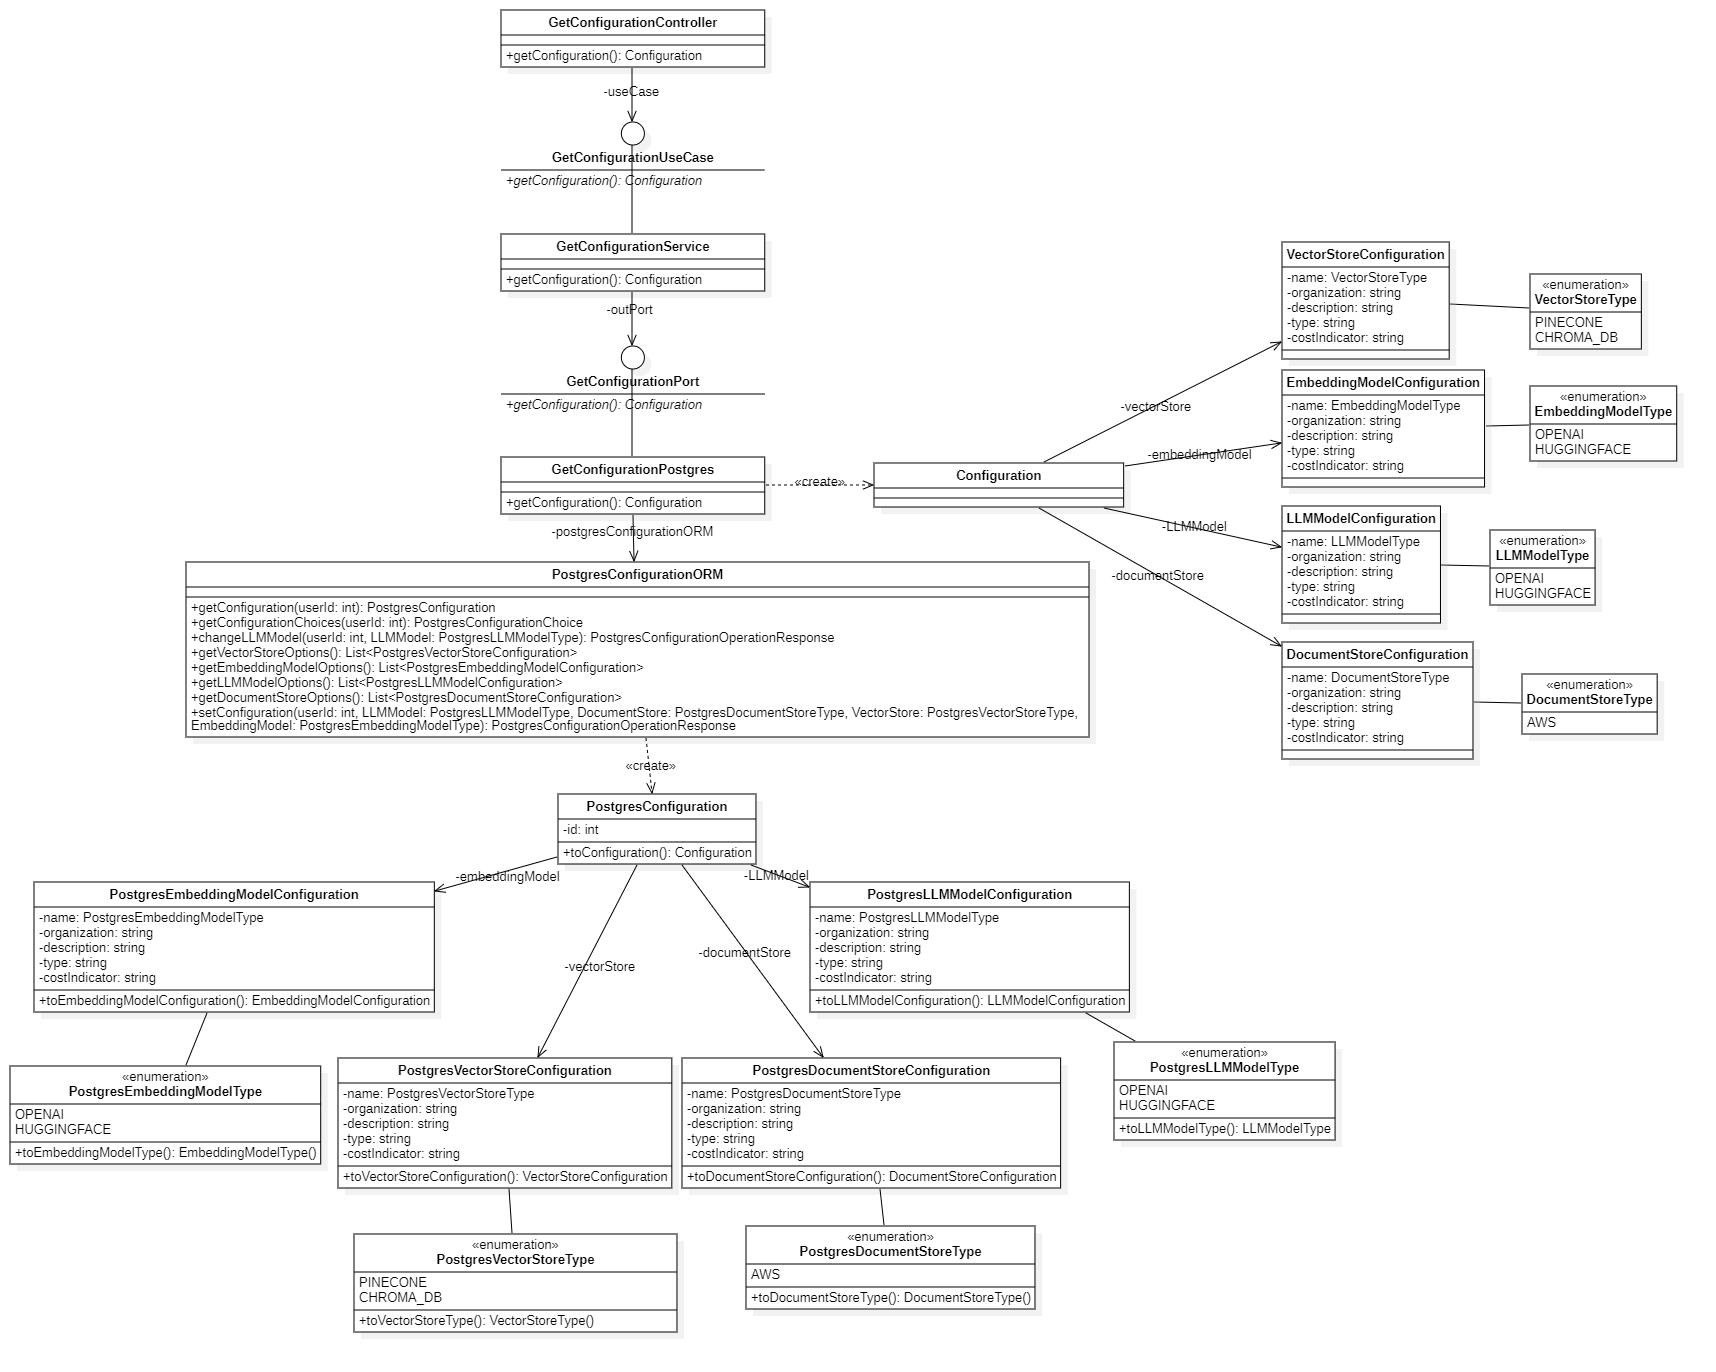 GetConfigurationController
+getConfiguration(): Configuration
-useCase
GetConfigurationUseCase
+getConfiguration(): Configuration
GetConfigurationService
+getConfiguration(): Configuration
-outPort
GetConfigurationPort
+getConfiguration(): Configuration
GetConfigurationPostgres
+getConfiguration(): Configuration
«create»
-postgresConfigurationORM
Configuration
-vectorStore
-embeddingModel
-LLMModel
-documentStore
VectorStoreConfiguration
-name: VectorStoreType
-organization: string
-description: string
-type: string
-costIndicator: string
«enumeration»
VectorStoreType
PINECONE
CHROMA_DB
EmbeddingModelConfiguration
-name: EmbeddingModelType
-organization: string
-description: string
-type: string
-costIndicator: string
«enumeration»
EmbeddingModelType
OPENAI
HUGGINGFACE
LLMModelConfiguration
-name: LLMModelType
-organization: string
-description: string
-type: string
-costIndicator: string
«enumeration»
LLMModelType
OPENAI
HUGGINGFACE
DocumentStoreConfiguration
-name: DocumentStoreType
-organization: string
-description: string
-type: string
-costIndicator: string
«enumeration»
DocumentStoreType
AWS
PostgresConfigurationORM
+getConfiguration(userId: int): PostgresConfiguration
+getConfigurationChoices(userId: int): PostgresConfigurationChoice
+changeLLMModel(userId: int, LLMModel: PostgresLLMModelType): PostgresConfigurationOperationResponse
+getVectorStoreOptions(): List<PostgresVectorStoreConfiguration>
+getEmbeddingModelOptions(): List<PostgresEmbeddingModelConfiguration>
+getLLMModelOptions(): List<PostgresLLMModelConfiguration>
+getDocumentStoreOptions(): List<PostgresDocumentStoreConfiguration>
+setConfiguration(userId: int, LLMModel: PostgresLLMModelType, DocumentStore: PostgresDocumentStoreType, VectorStore: PostgresVectorStoreType,
EmbeddingModel: PostgresEmbeddingModelType): PostgresConfigurationOperationResponse
«create»
PostgresConfiguration
-id: int
+toConfiguration(): Configuration
-embeddingModel
-LLMModel
-vectorStore
-documentStore
PostgresEmbeddingModelConfiguration
-name: PostgresEmbeddingModelType
-organization: string
-description: string
-type: string
-costIndicator: string
+toEmbeddingModelConfiguration(): EmbeddingModelConfiguration
PostgresLLMModelConfiguration
-name: PostgresLLMModelType
-organization: string
-description: string
-type: string
-costIndicator: string
+toLLMModelConfiguration(): LLMModelConfiguration
«enumeration»
PostgresEmbeddingModelType
OPENAI
HUGGINGFACE
+toEmbeddingModelType(): EmbeddingModelType()
PostgresVectorStoreConfiguration
-name: PostgresVectorStoreType
-organization: string
-description: string
-type: string
-costIndicator: string
+toVectorStoreConfiguration(): VectorStoreConfiguration
PostgresDocumentStoreConfiguration
-name: PostgresDocumentStoreType
-organization: string
-description: string
-type: string
-costIndicator: string
+toDocumentStoreConfiguration(): DocumentStoreConfiguration
«enumeration»
PostgresLLMModelType
OPENAI
HUGGINGFACE
+toLLMModelType(): LLMModelType
«enumeration»
PostgresVectorStoreType
PINECONE
CHROMA_DB
+toVectorStoreType(): VectorStoreType()
«enumeration»
PostgresDocumentStoreType
AWS
+toDocumentStoreType(): DocumentStoreType()